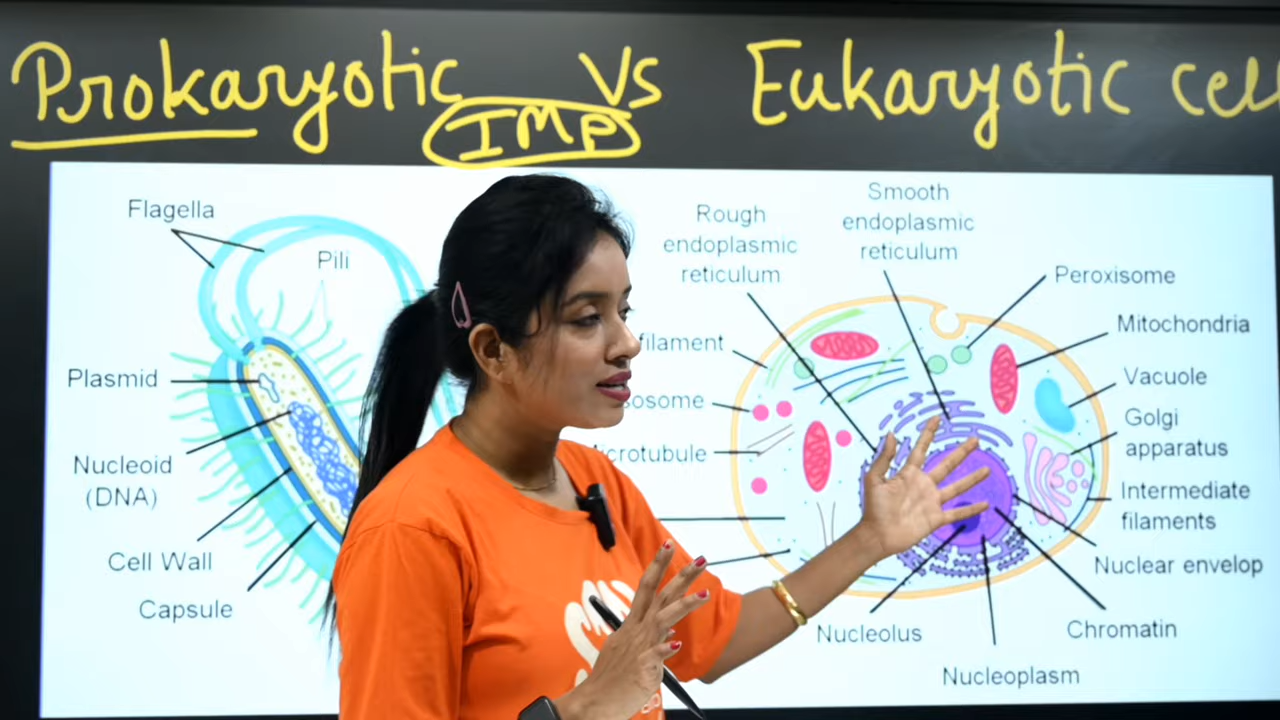 Prokaryotic vs Eukaryotic cell
IMP
Flagella
Pili
Plasmid
Nucleoid
(DNA)
Cell Wall
Capsule
Rough
endoplasmic
reticulum
Smooth
endoplasmic
reticulum
Peroxisome
Mitochondria
Vacuole
Golgi
apparatus
Intermediate
filaments
Nuclear envelop
Chromatin
Nucleoplasm
Nucleolus
filament